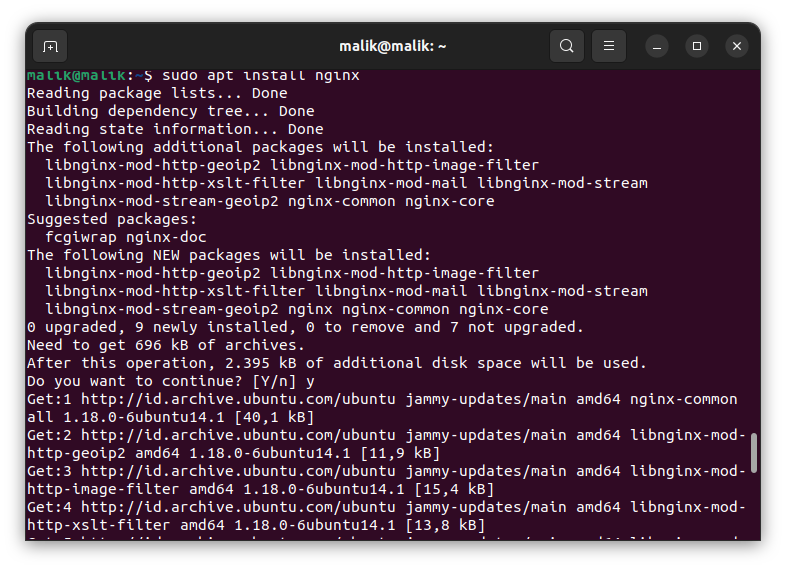 malik@malik: ~
malik@malik:~$ sudo apt install nginx
Reading package lists... Done
Building dependency tree... Done
Reading state information... Done
The following additional packages will be installed:
  libnginx-mod-http-geoip2 libnginx-mod-http-image-filter
  libnginx-mod-http-xslt-filter libnginx-mod-mail libnginx-mod-stream
  libnginx-mod-stream-geoip2 nginx-common nginx-core
Suggested packages:
  fcgiwrap nginx-doc
The following NEW packages will be installed:
  libnginx-mod-http-geoip2 libnginx-mod-http-image-filter
  libnginx-mod-http-xslt-filter libnginx-mod-mail libnginx-mod-stream
  libnginx-mod-stream-geoip2 nginx nginx-common nginx-core
0 upgraded, 9 newly installed, 0 to remove and 7 not upgraded.
Need to get 696 kB of archives.
After this operation, 2.395 kB of additional disk space will be used.
Do you want to continue? [Y/n] y
Get:1 http://id.archive.ubuntu.com/ubuntu jammy-updates/main amd64 nginx-common
all 1.18.0-6ubuntu14.1 [40,1 kB]
Get:2 http://id.archive.ubuntu.com/ubuntu jammy-updates/main amd64 libnginx-mod-
http-geoip2 amd64 1.18.0-6ubuntu14.1 [11,9 kB]
Get:3 http://id.archive.ubuntu.com/ubuntu jammy-updates/main amd64 libnginx-mod-
http-image-filter amd64 1.18.0-6ubuntu14.1 [15,4 kB]
Get:4 http://id.archive.ubuntu.com/ubuntu jammy-updates/main amd64 libnginx-mod-
http-xslt-filter amd64 1.18.0-6ubuntu14.1 [13,8 kB]